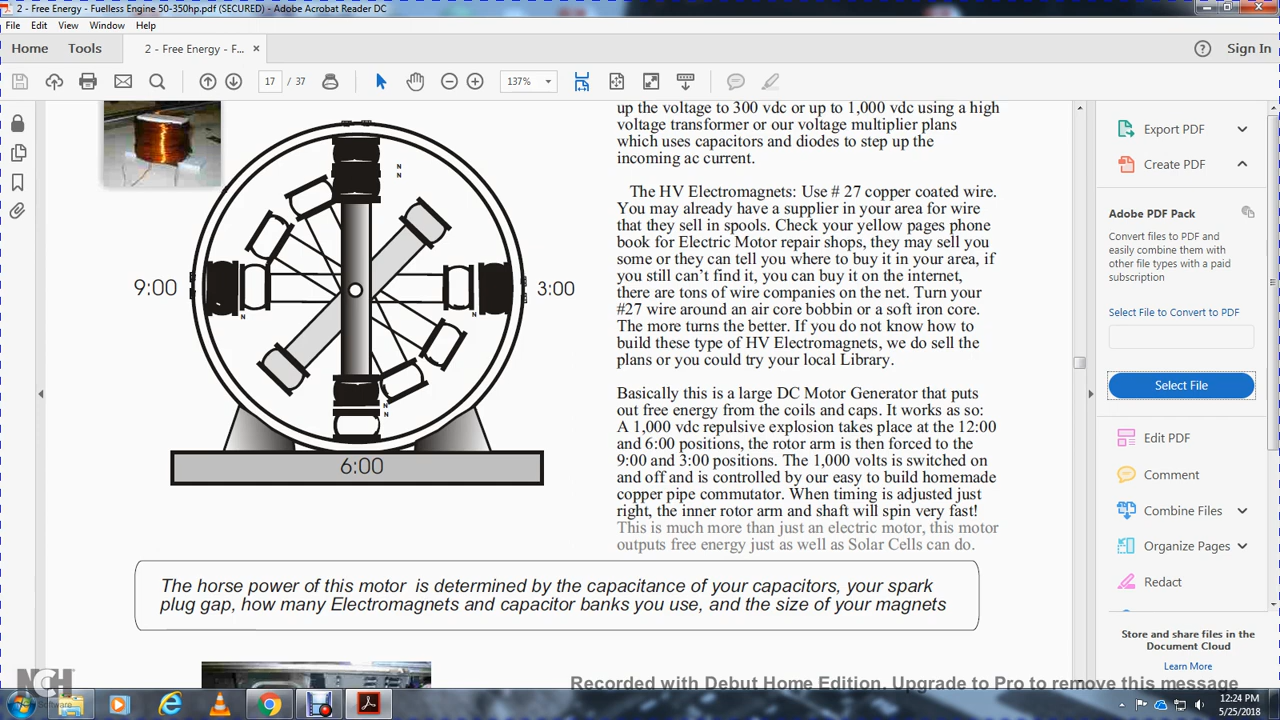 2 - Free Energy - Fuelless Engine 50-350hp.pdf (SECURED) - Adobe Acrobat Reader DC
File Edit View Window Help
Home Tools 2 - Free Energy - F... × ? Sign In
17 / 37 137%
up the voltage to 300 vdc or up to 1,000 vdc using a high
voltage transformer or our voltage multiplier plans
which uses capacitors and diodes to step up the
incoming ac current.
The HV Electromagnets: Use # 27 copper coated wire.
You may already have a supplier in your area for wire
that they sell in spools. Check your yellow pages phone
book for Electric Motor repair shops, they may sell you
some or they can tell you where to buy it in your area, if
you still can't find it, you can buy it on the internet,
there are tons of wire companies on the net. Turn your
#27 wire around an air core bobbin or a soft iron core.
The more turns the better. If you do not know how to
build these type of HV Electromagnets, we do sell the
plans or you could try your local Library.
Basically this is a large DC Motor Generator that puts
out free energy from the coils and caps. It works as so:
A 1,000 vdc repulsive explosion takes place at the 12:00
and 6:00 positions, the rotor arm is then forced to the
9:00 and 3:00 positions. The 1,000 volts is switched on
and off and is controlled by our easy to build homemade
copper pipe commutator. When timing is adjusted just
right, the inner rotor arm and shaft will spin very fast!
This is much more than just an electric motor, this motor
outputs free energy just as well as Solar Cells can do.
N
N
9:00
3:00
N
N
N
N
6:00
The horse power of this motor is determined by the capacitance of your capacitors, your spark
plug gap, how many Electromagnets and capacitor banks you use, and the size of your magnets
Export PDF
Create PDF
Adobe PDF Pack
Convert files to PDF and
easily combine them with
other file types with a paid
subscription
Select File to Convert to PDF
Select File
Edit PDF
Comment
Combine Files
Organize Pages
Redact
Store and share files in the
Document Cloud
Learn More
NCH
Software
Recorded with Debut Home Edition. Upgrade to Pro to remove this message
12:24 PM
5/25/2018